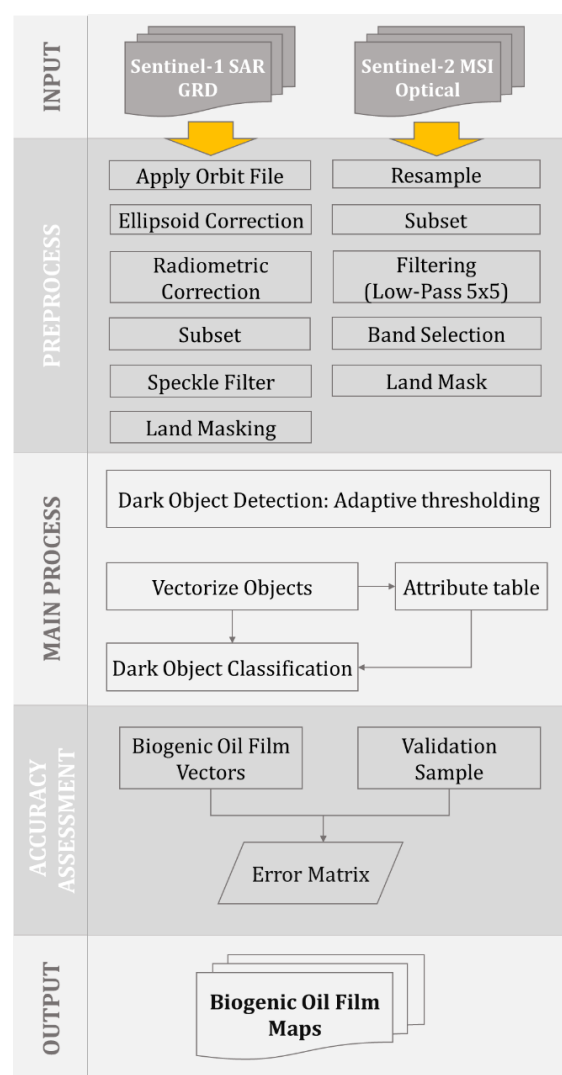 INPUT
Sentinel-1 SAR
GRD
Sentinel-2 MSI
Optical
PREPROCESS
Apply Orbit File
Ellipsoid Correction
Radiometric
Correction
Subset
Speckle Filter
Land Masking
Resample
Subset
Filtering
(Low-Pass 5x5)
Band Selection
Land Mask
MAIN PROCESS
Dark Object Detection: Adaptive thresholding
Vectorize Objects
Attribute table
Dark Object Classification
ACCURACY
ASSESSMENT
Biogenic Oil Film
Vectors
Validation
Sample
Error Matrix
OUTPUT
Biogenic Oil Film
Maps